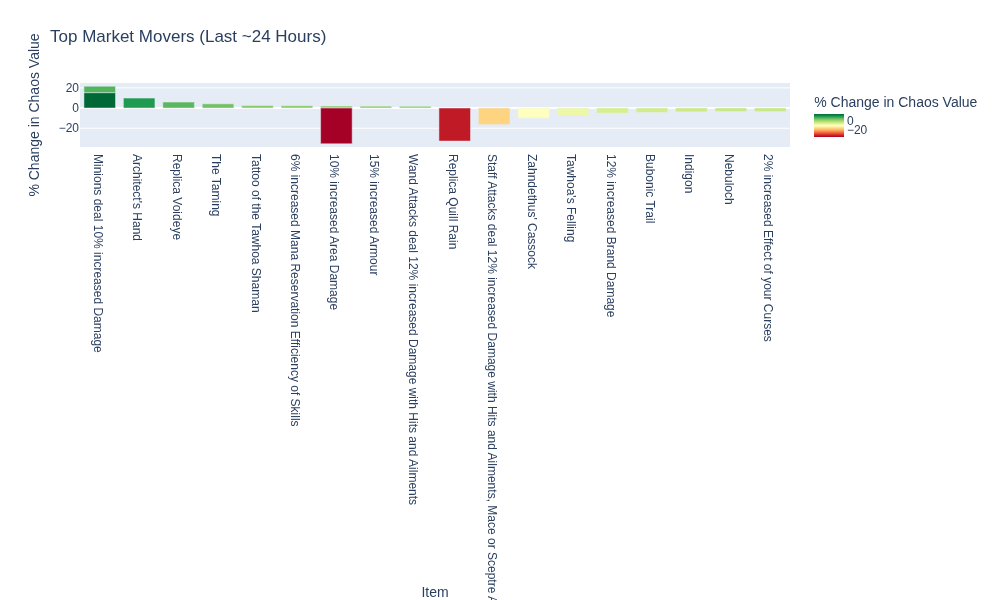 Top Market Movers (Last ~24 Hours)
% Change in Chaos Value
20
0
−20
Minions deal 10% increased Damage
Architect's Hand
Replica Voideye
The Taming
Tattoo of the Tawhoa Shaman
6% increased Mana Reservation Efficiency of Skills
10% increased Area Damage
15% increased Armour
Wand Attacks deal 12% increased Damage with Hits and Ailments
Replica Quill Rain
Staff Attacks deal 12% increased Damage with Hits and Ailments, Mace or Sceptre
Zahndethus' Cassock
Tawhoa's Felling
12% increased Brand Damage
Bubonic Trail
Indigon
Nebuloch
2% increased Effect of your Curses
Item
% Change in Chaos Value
0
−20